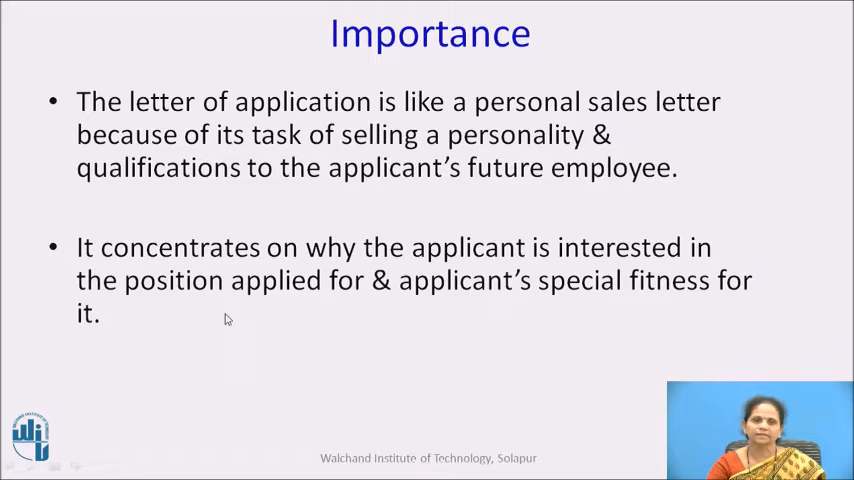 Importance
• The letter of application is like a personal sales letter
because of its task of selling a personality &
qualifications to the applicant's future employee.
• It concentrates on why the applicant is interested in
the position applied for & applicant's special fitness for
it.
Walchand Institute of Technology, Solapur